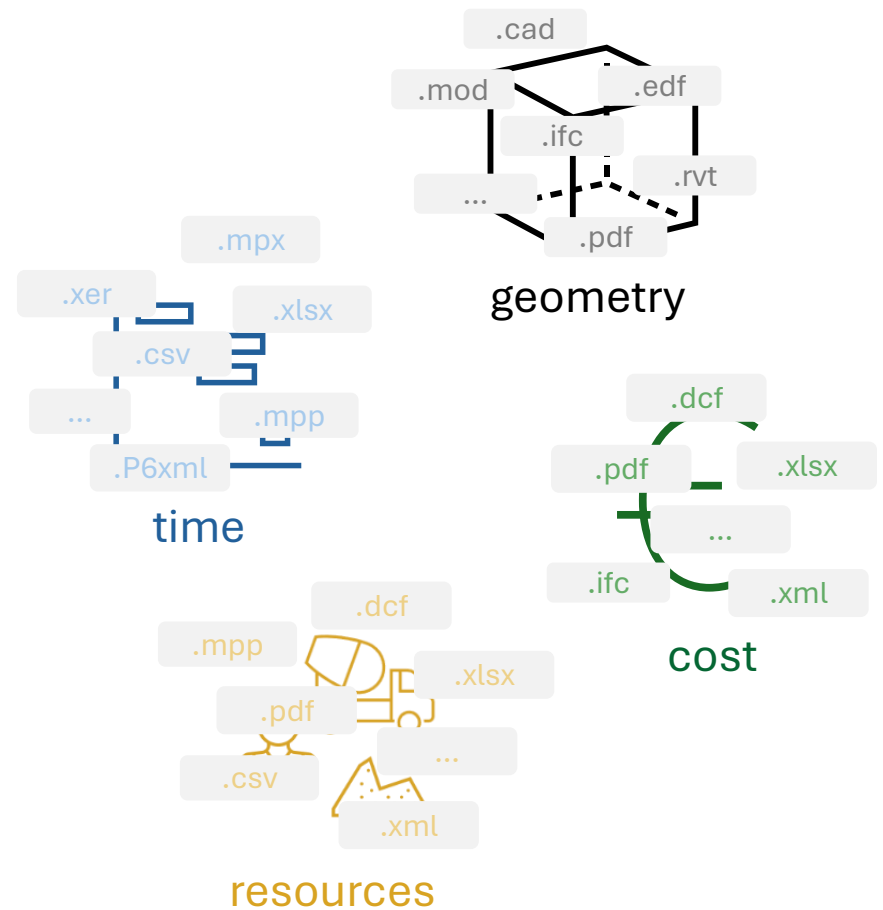 .cad
.mod
.edf
.ifc
.rvt
...
.pdf
geometry
.mpx
.xer
.xlsx
.csv
...
.mpp
.P6xml
time
.dcf
.pdf
.xlsx
...
.ifc
.xml
cost
.dcf
.mpp
.xlsx
.pdf
...
.csv
.xml
resources